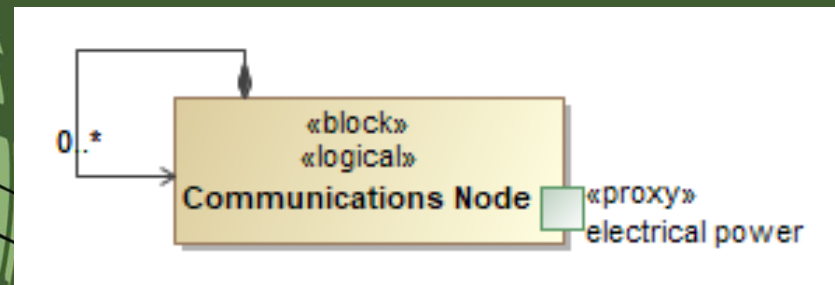 «block»
«logical»
0..*
Communications Node
«proxy»
electrical power